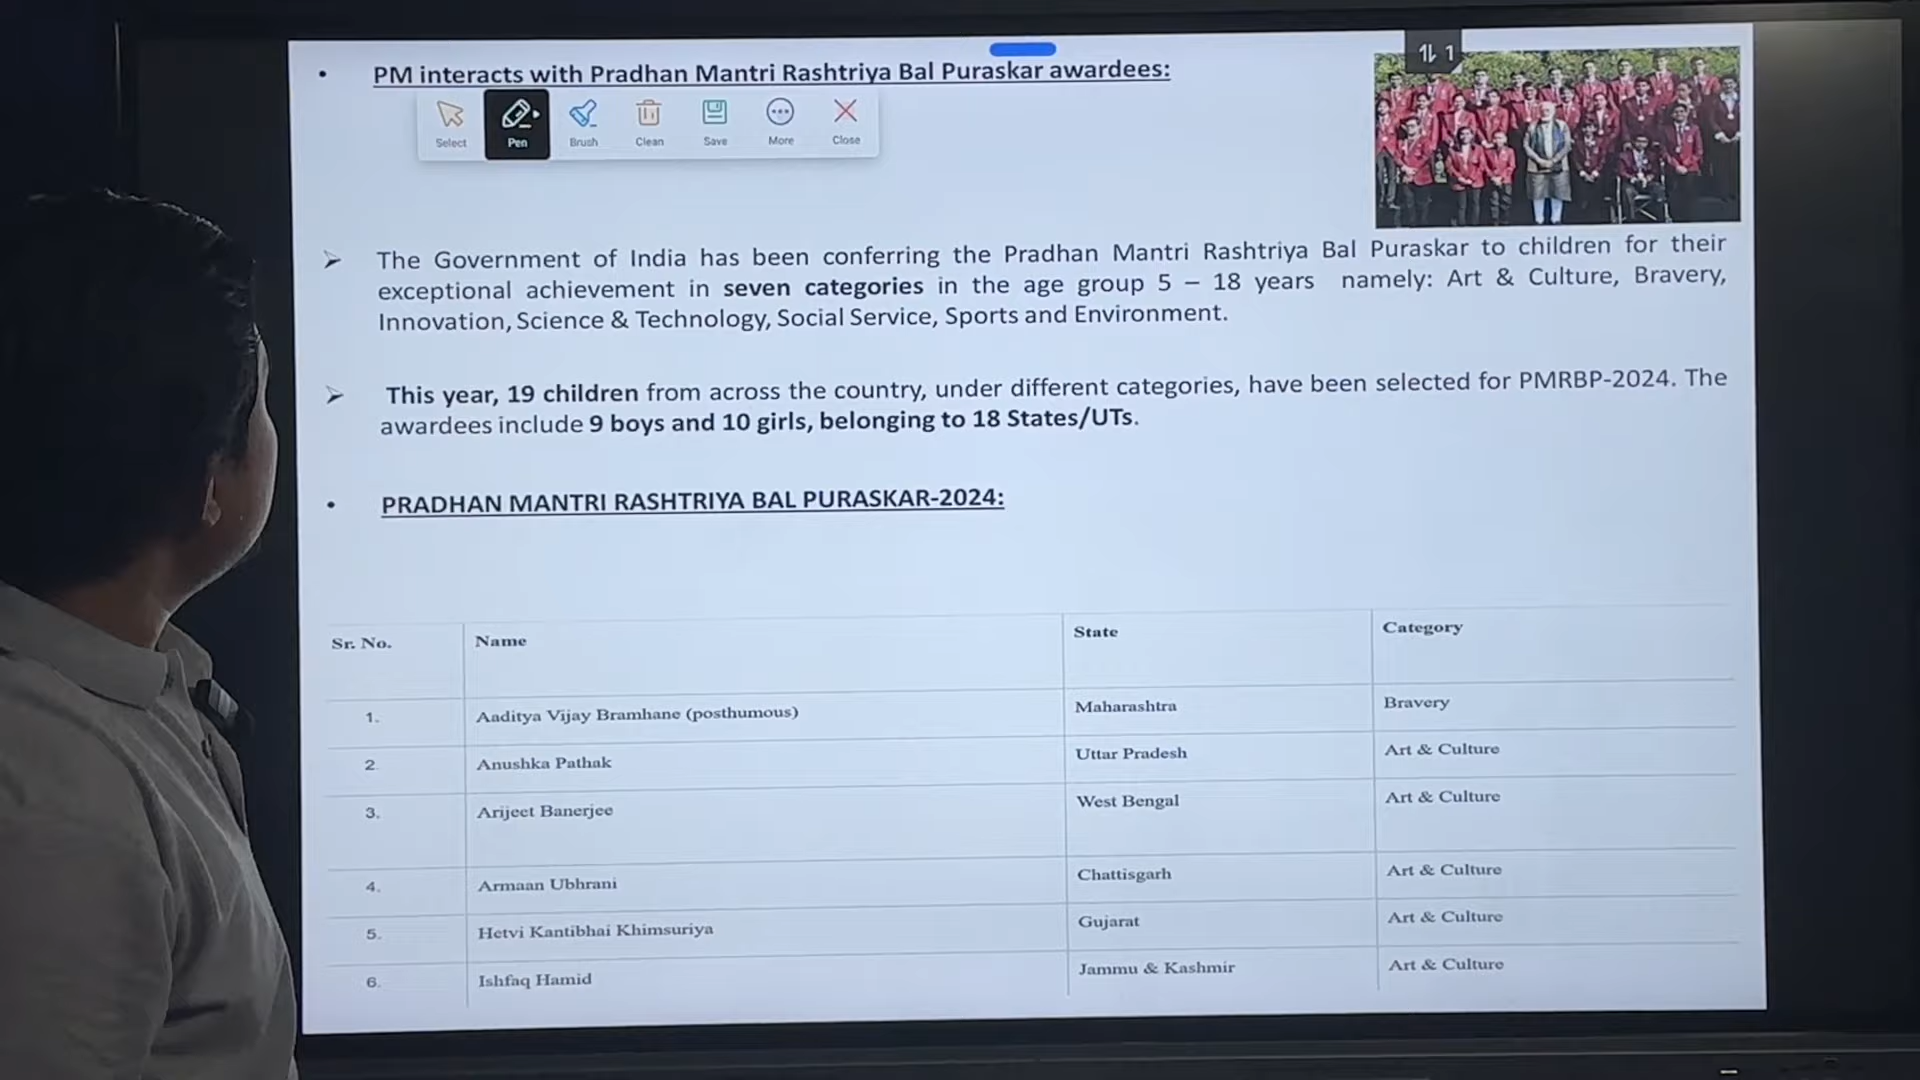 ⇅ 1
• PM interacts with Pradhan Mantri Rashtriya Bal Puraskar awardees:
Select Pen Brush Clean Save More Close
➢ The Government of India has been conferring the Pradhan Mantri Rashtriya Bal Puraskar to children for their
exceptional achievement in seven categories in the age group 5 – 18 years namely: Art & Culture, Bravery,
Innovation, Science & Technology, Social Service, Sports and Environment.
➢ This year, 19 children from across the country, under different categories, have been selected for PMRBP-2024. The
awardees include 9 boys and 10 girls, belonging to 18 States/UTs.
• PRADHAN MANTRI RASHTRIYA BAL PURASKAR-2024:
Sr. No. Name State Category
1. Aaditya Vijay Bramhane (posthumous) Maharashtra Bravery
2. Anushka Pathak Uttar Pradesh Art & Culture
3. Arijeet Banerjee West Bengal Art & Culture
4. Armaan Ubhrani Chattisgarh Art & Culture
5. Hetvi Kantibhai Khimsuriya Gujarat Art & Culture
6. Ishfaq Hamid Jammu & Kashmir Art & Culture